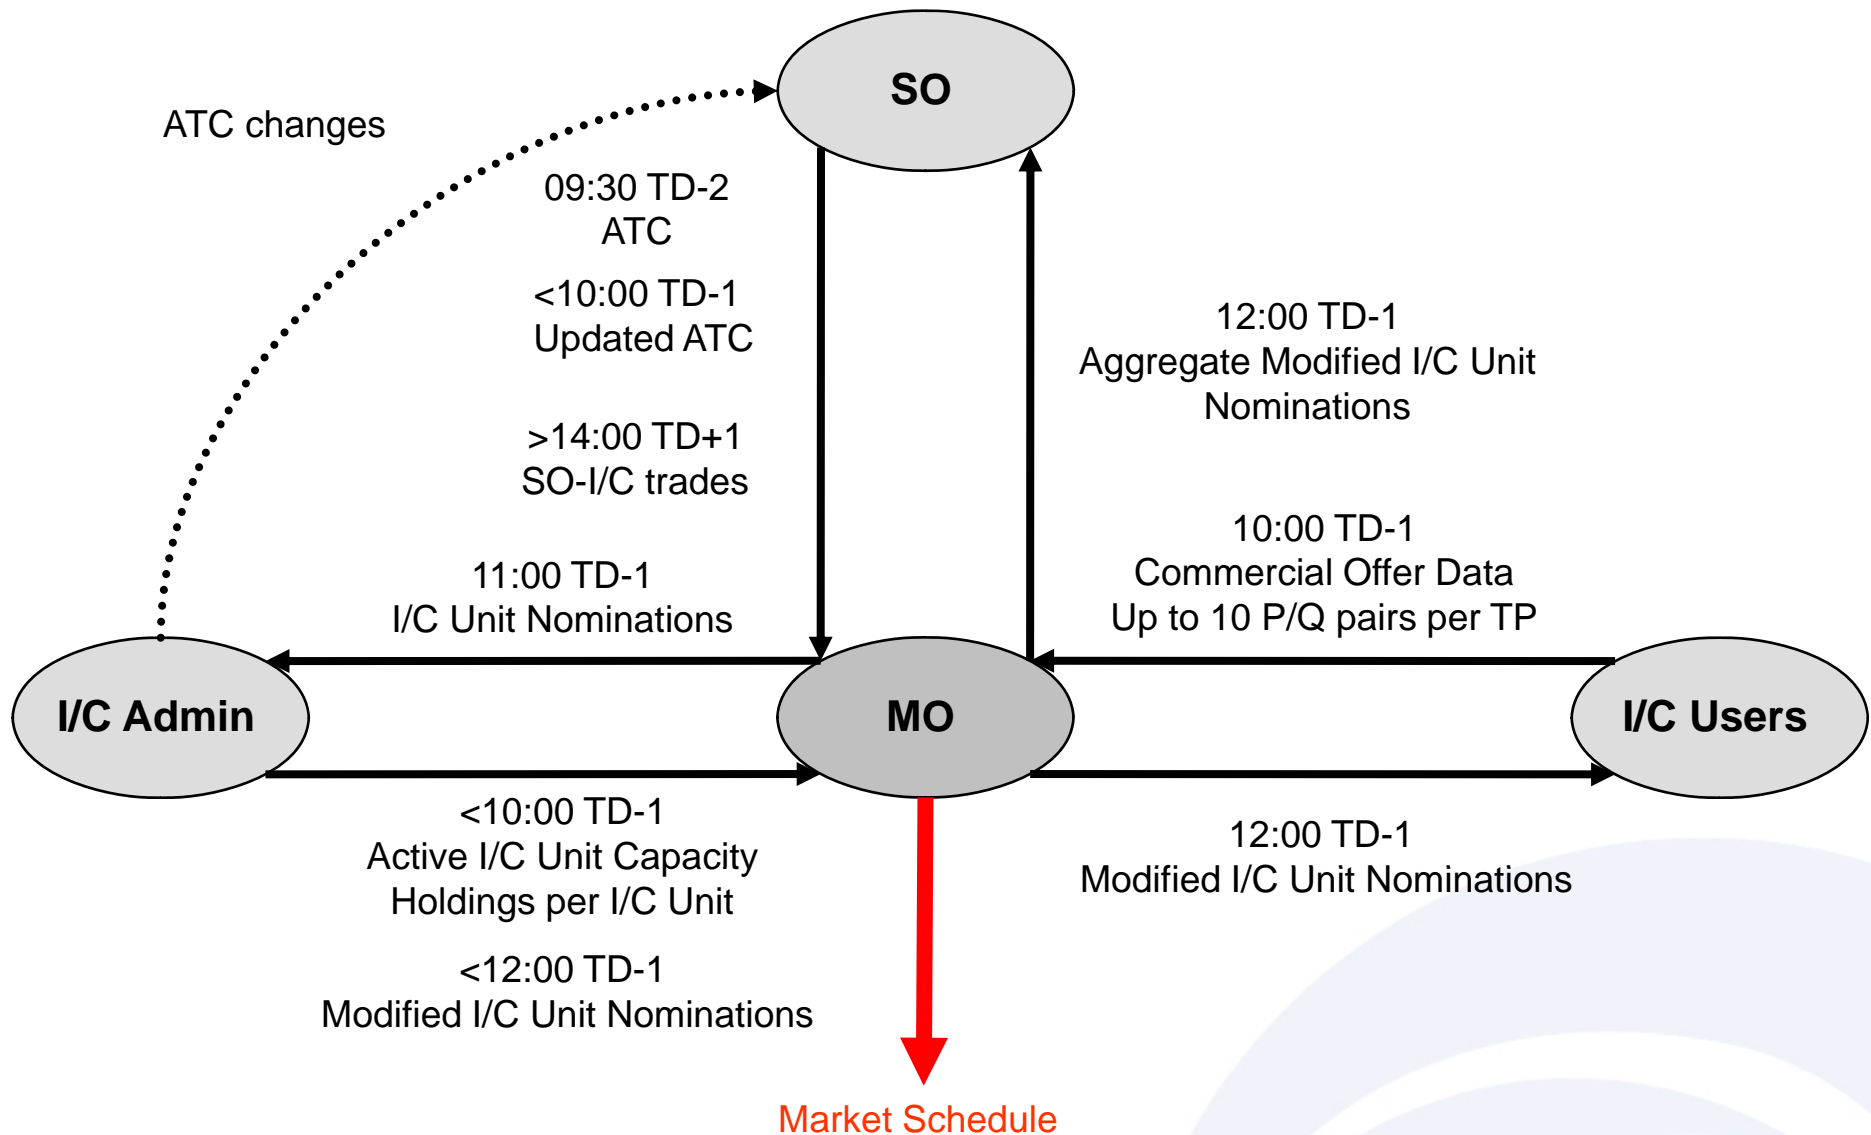 SO
ATC changes
09:30 TD-2
ATC
<10:00 TD-1
Updated ATC
>14:00 TD+1
SO-I/C trades
12:00 TD-1
Aggregate Modified I/C Unit
Nominations
11:00 TD-1
I/C Unit Nominations
10:00 TD-1
Commercial Offer Data
Up to 10 P/Q pairs per TP
I/C Admin
MO
I/C Users
<10:00 TD-1
Active I/C Unit Capacity
Holdings per I/C Unit
<12:00 TD-1
Modified I/C Unit Nominations
12:00 TD-1
Modified I/C Unit Nominations
Market Schedule